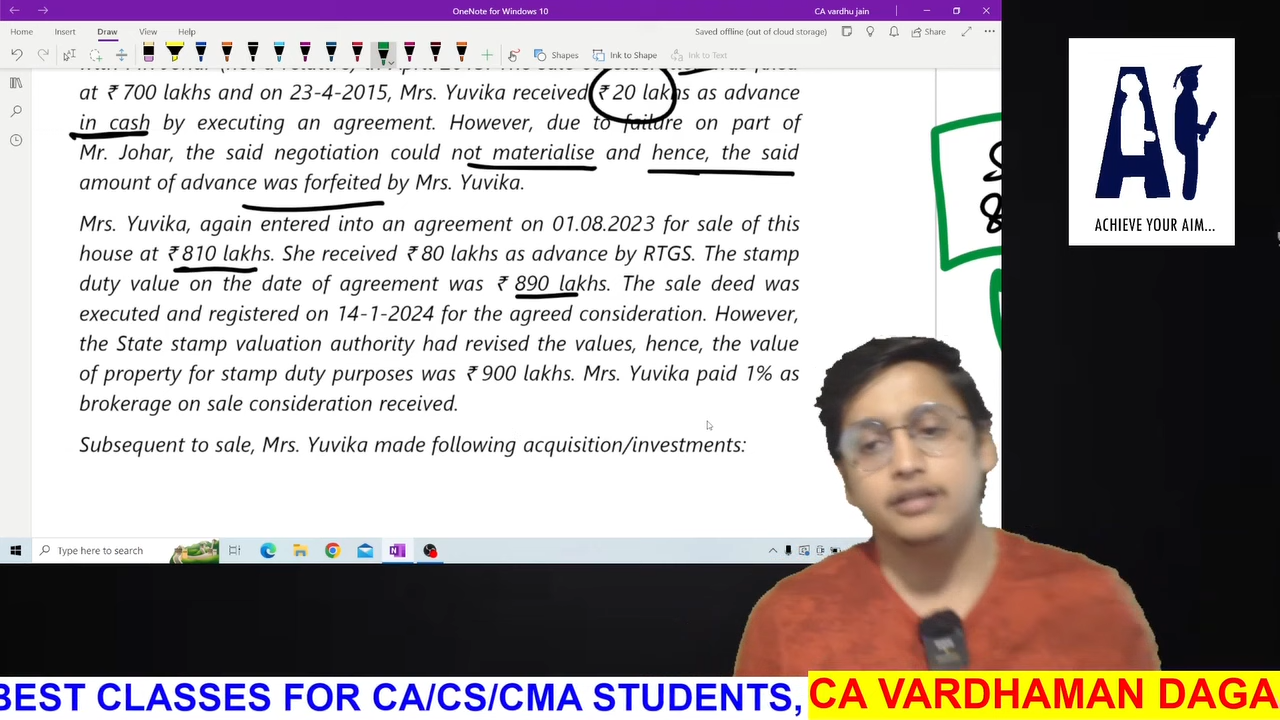 OneNote for Windows 10
CA vardhu jain
Home Insert Draw View Help
Saved offline (out of cloud storage)
Share
Shapes
Ink to Shape
Ink to Text
at ₹ 700 lakhs and on 23-4-2015, Mrs. Yuvika received ₹ 20 lakhs as advance
in cash by executing an agreement. However, due to failure on part of
Mr. Johar, the said negotiation could not materialise and hence, the said
amount of advance was forfeited by Mrs. Yuvika.
Mrs. Yuvika, again entered into an agreement on 01.08.2023 for sale of this
house at ₹ 810 lakhs. She received ₹ 80 lakhs as advance by RTGS. The stamp
duty value on the date of agreement was ₹ 890 lakhs. The sale deed was
executed and registered on 14-1-2024 for the agreed consideration. However,
the State stamp valuation authority had revised the values, hence, the value
of property for stamp duty purposes was ₹ 900 lakhs. Mrs. Yuvika paid 1% as
brokerage on sale consideration received.
Subsequent to sale, Mrs. Yuvika made following acquisition/investments:
Type here to search
ACHIEVE YOUR AIM...
BEST CLASSES FOR CA/CS/CMA STUDENTS, CA VARDHAMAN DAGA